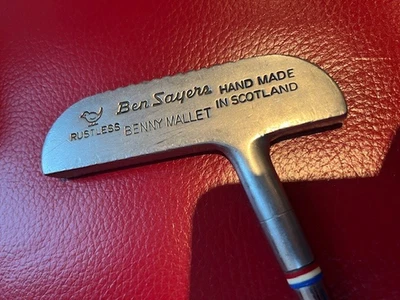 Ben Sayers
RUSTLESS
BENNY MALLET
HAND MADE
IN SCOTLAND